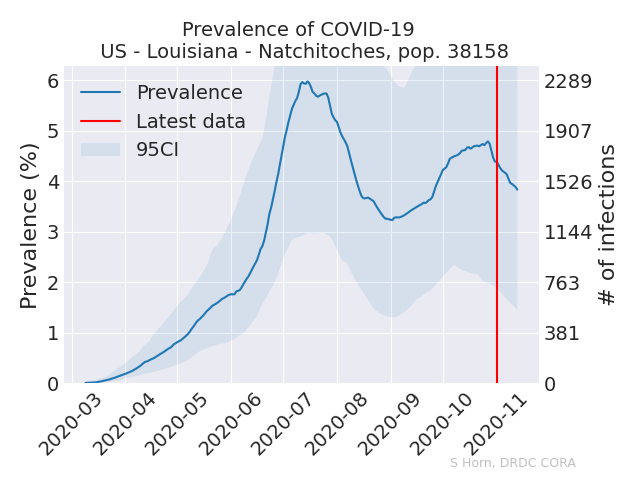 Prevalence of COVID-19
US - Louisiana - Natchitoches, pop. 38158
Prevalence
Latest data
95CI
Prevalence (%)
6
5
4
3
2
1
0
2289
1907
1526
1144
763
381
0
# of infections
2020-03
2020-04
2020-05
2020-06
2020-07
2020-08
2020-09
2020-10
2020-11
S Horn, DRDC CORA